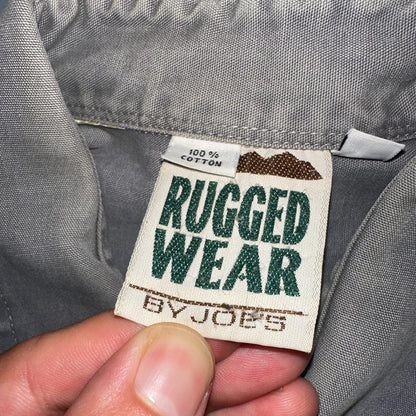 100%
COTTON
RUGGED
WEAR
BY JOE'S